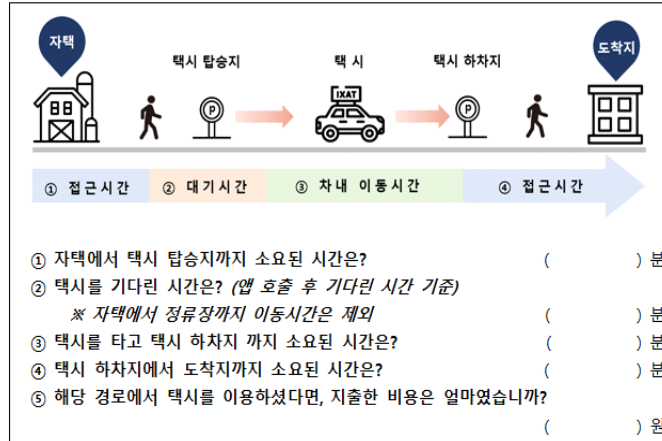 자택
도착지
택시 탑승지
택 시
택시 하차지
IXAT
P
P
① 접근시간
② 대기시간
③ 차내 이동시간
④ 접근시간
① 자택에서 택시 탑승지까지 소요된 시간은? ( ) 분
② 택시를 기다린 시간은? (앱 호출 후 기다린 시간 기준)
※ 자택에서 정류장까지 이동시간은 제외 ( ) 분
③ 택시를 타고 택시 하차지 까지 소요된 시간은? ( ) 분
④ 택시 하차지에서 도착지까지 소요된 시간은? ( ) 분
⑤ 해당 경로에서 택시를 이용하셨다면, 지출한 비용은 얼마였습니까?
( ) 원